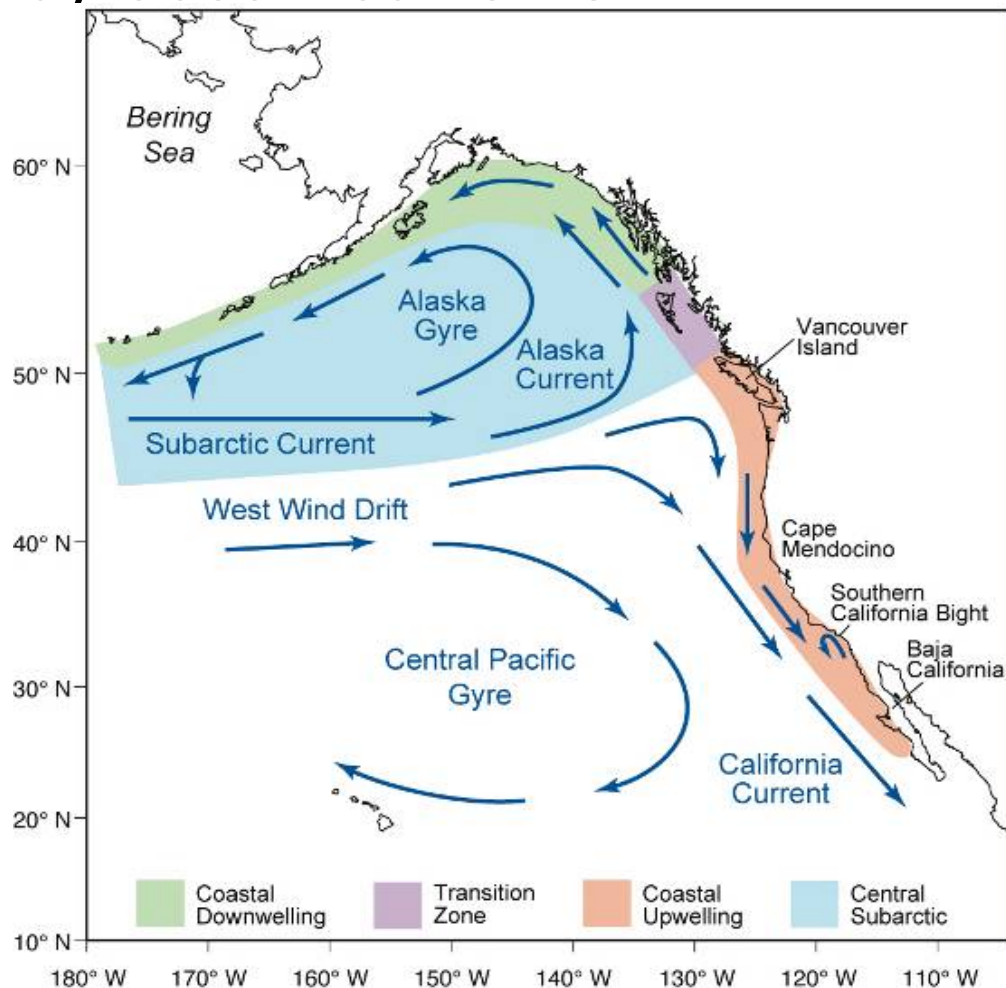 Bering
Sea
60° N
50° N
40° N
30° N
20° N
10° N
Alaska
Gyre
Alaska
Current
Vancouver
Island
Subarctic Current
West Wind Drift
Cape
Mendocino
Southern
California Bight
Baja
California
Central Pacific
Gyre
California
Current
Coastal
Downwelling
Transition
Zone
Coastal
Upwelling
Central
Subarctic
180° W
170° W
160° W
150° W
140° W
130° W
120° W
110° W